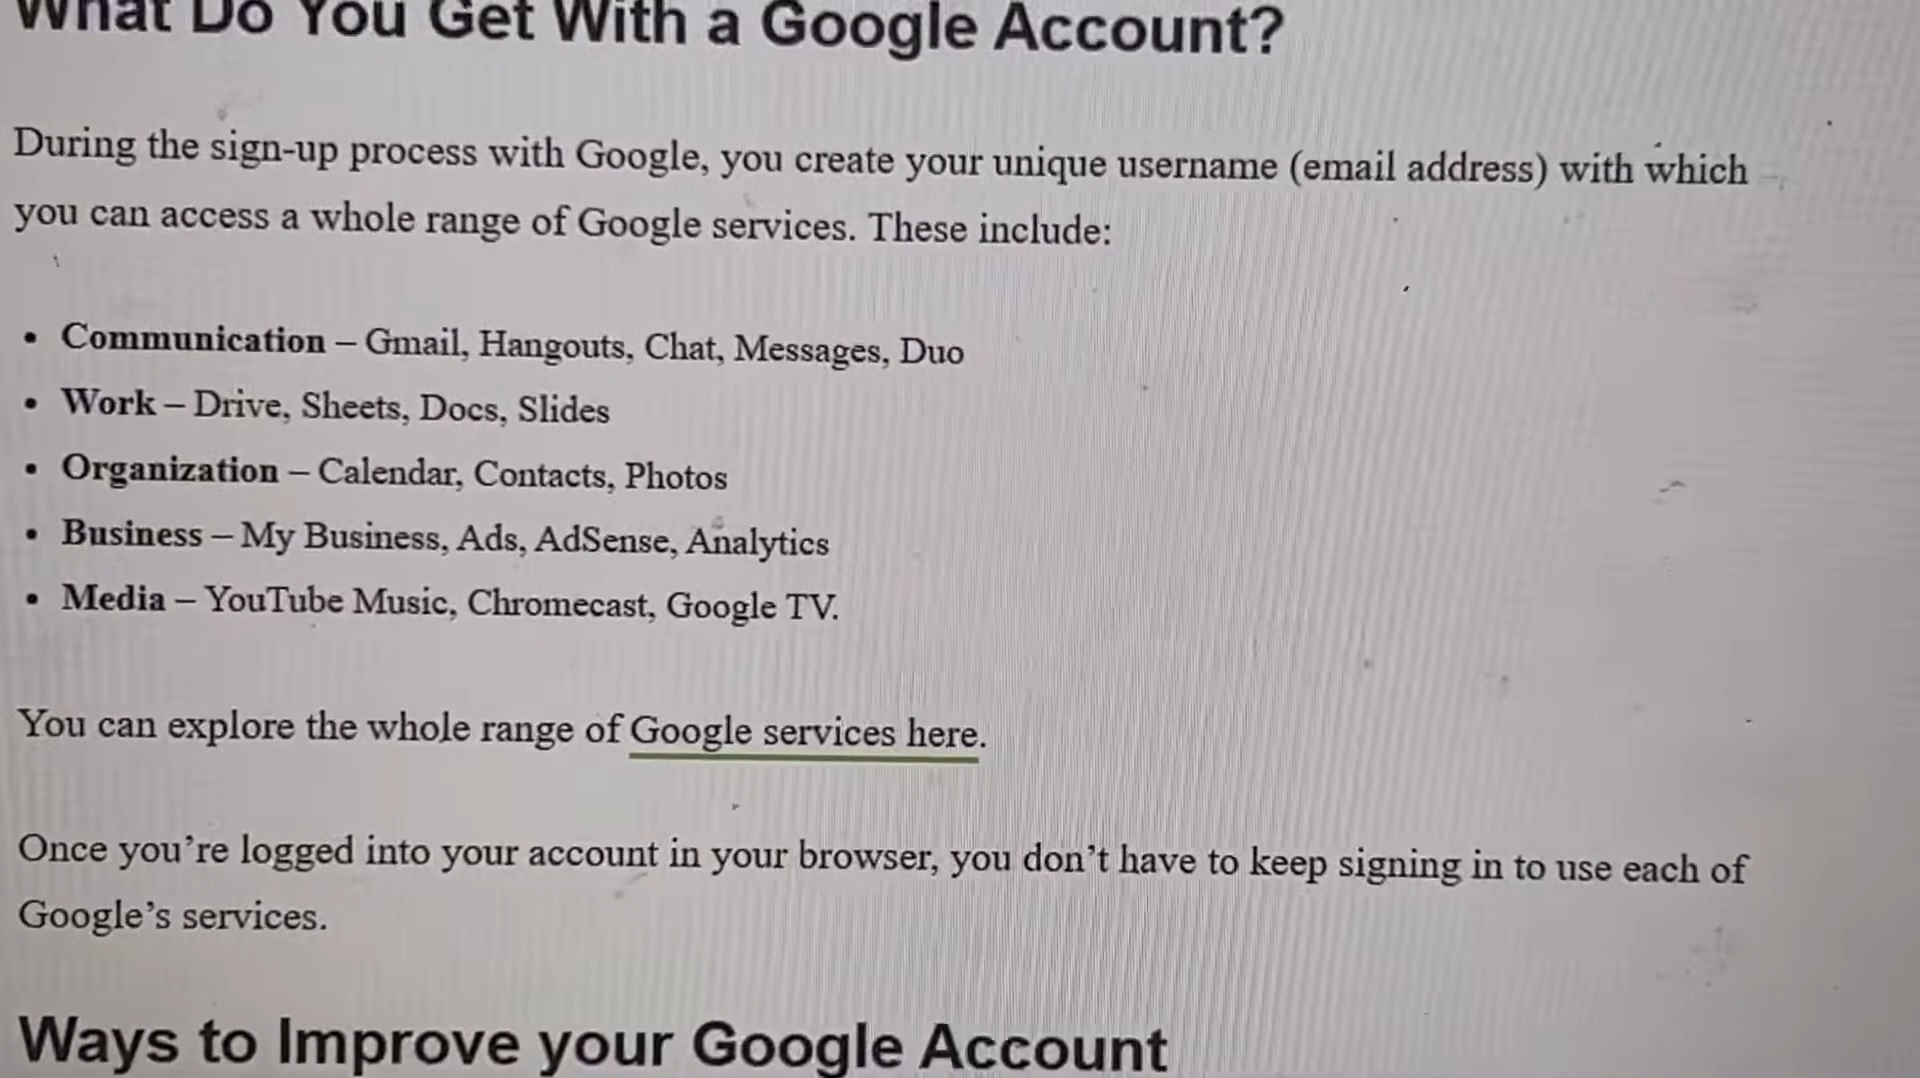 What Do You Get With a Google Account?
During the sign-up process with Google, you create your unique username (email address) with which
you can access a whole range of Google services. These include:
• Communication – Gmail, Hangouts, Chat, Messages, Duo
• Work – Drive, Sheets, Docs, Slides
• Organization – Calendar, Contacts, Photos
• Business – My Business, Ads, AdSense, Analytics
• Media – YouTube Music, Chromecast, Google TV.
You can explore the whole range of Google services here.
Once you’re logged into your account in your browser, you don’t have to keep signing in to use each of
Google’s services.
Ways to Improve your Google Account